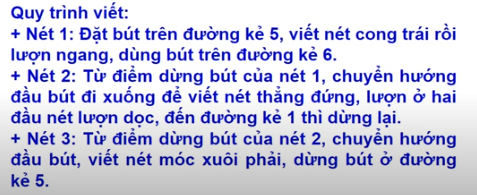 Quy trình viết:
+ Nét 1: Đặt bút trên đường kẻ 5, viết nét cong trái rồi
lượn ngang, dùng bút trên đường kẻ 6.
+ Nét 2: Từ điểm dừng bút của nét 1, chuyển hướng
đầu bút đi xuống để viết nét thẳng đứng, lượn ở hai
đầu nét lượn dọc, đến đường kẻ 1 thì dừng lại.
+ Nét 3: Từ điểm dừng bút của nét 2, chuyển hướng
đầu bút, viết nét móc xuôi phải, dừng bút ở đường
kẻ 5.